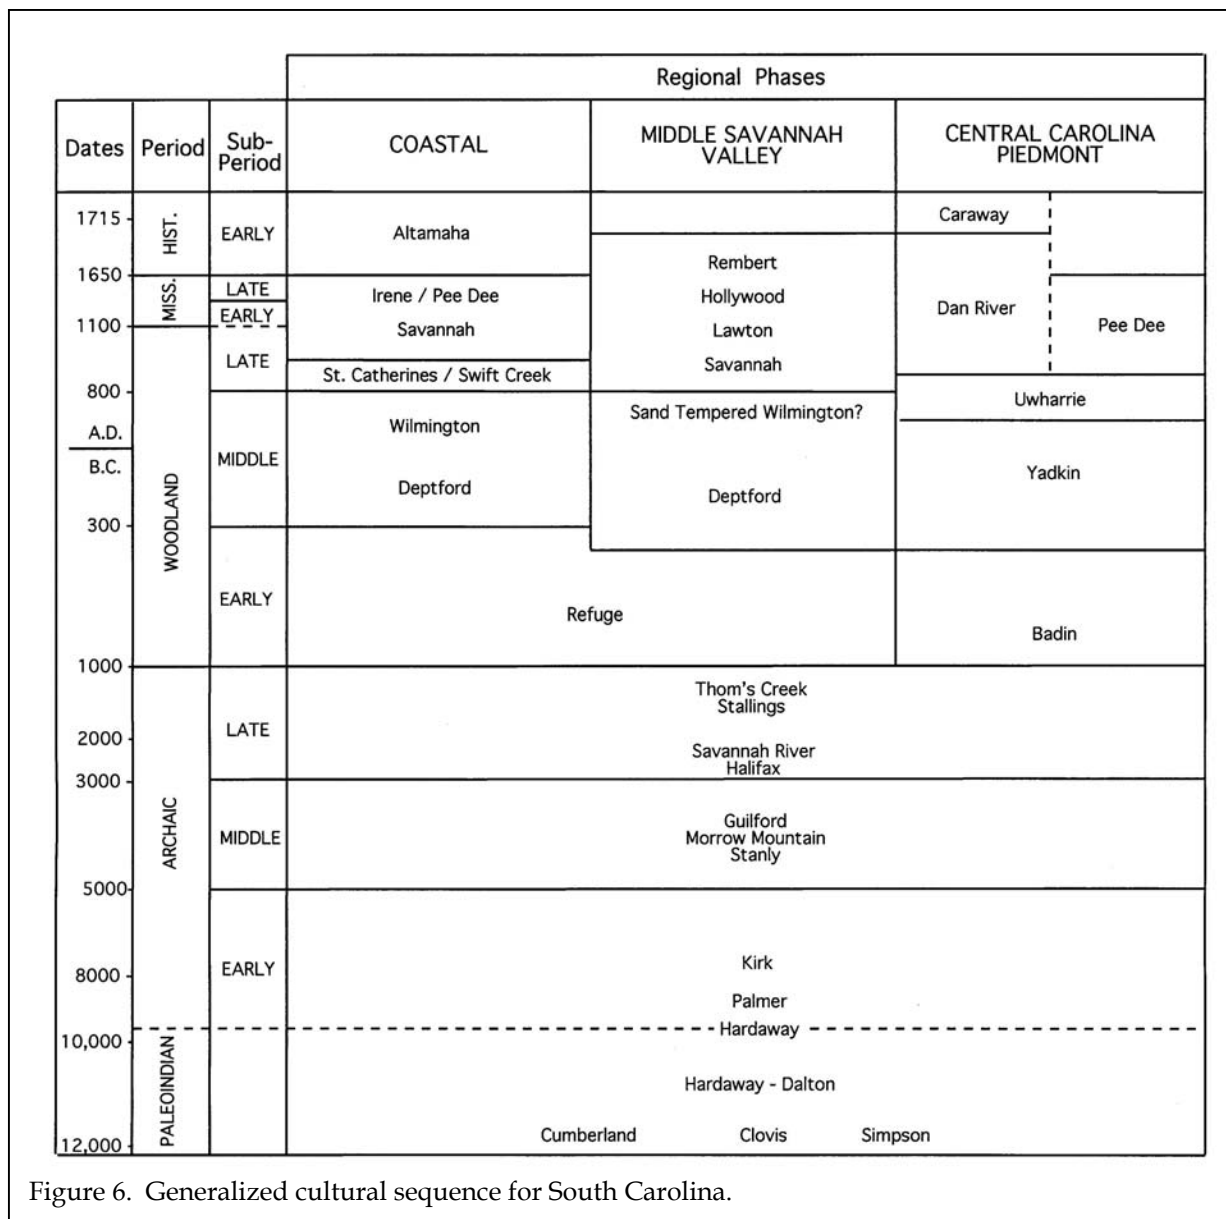 Regional Phases
Dates Period Sub-Period COASTAL MIDDLE SAVANNAH VALLEY CENTRAL CAROLINA PIEDMONT
1715 HIST. EARLY Altamaha Caraway
1650 Rembert
MISS. LATE Irene / Pee Dee Hollywood Dan River
EARLY
1100 Savannah Lawton Pee Dee
LATE Savannah
St. Catherines / Swift Creek
800 Uwharrie
Sand Tempered Wilmington?
A.D. Wilmington
B.C. MIDDLE Yadkin
Deptford Deptford
300
WOODLAND
EARLY Refuge
Badin
1000
Thom's Creek
Stallings
LATE
2000
Savannah River
Halifax
3000
ARCHAIC
Guilford
MIDDLE Morrow Mountain
Stanly
5000
Kirk
8000 EARLY
Palmer
Hardaway
10,000
PALEOINDIAN
Hardaway - Dalton
12,000 Cumberland Clovis Simpson
Figure 6. Generalized cultural sequence for South Carolina.